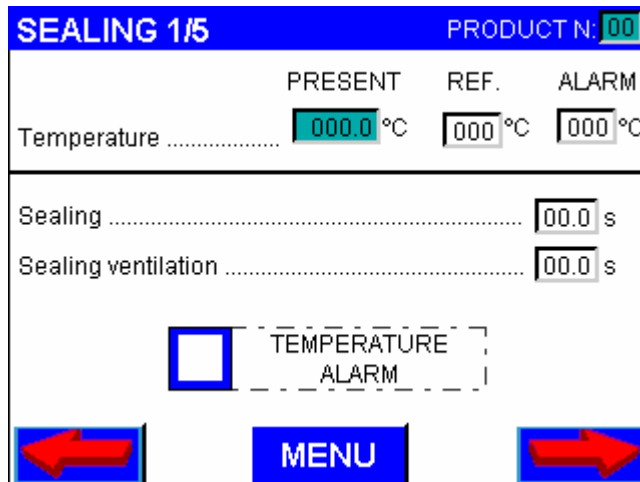 SEALING 1/5 PRODUCT N: 00
PRESENT REF. ALARM
Temperature ................... 000.0 °C 000 °C 000 °C
Sealing ...................................................................... 00.0 s
Sealing ventilation .................................................... 00.0 s
TEMPERATURE
ALARM
MENU